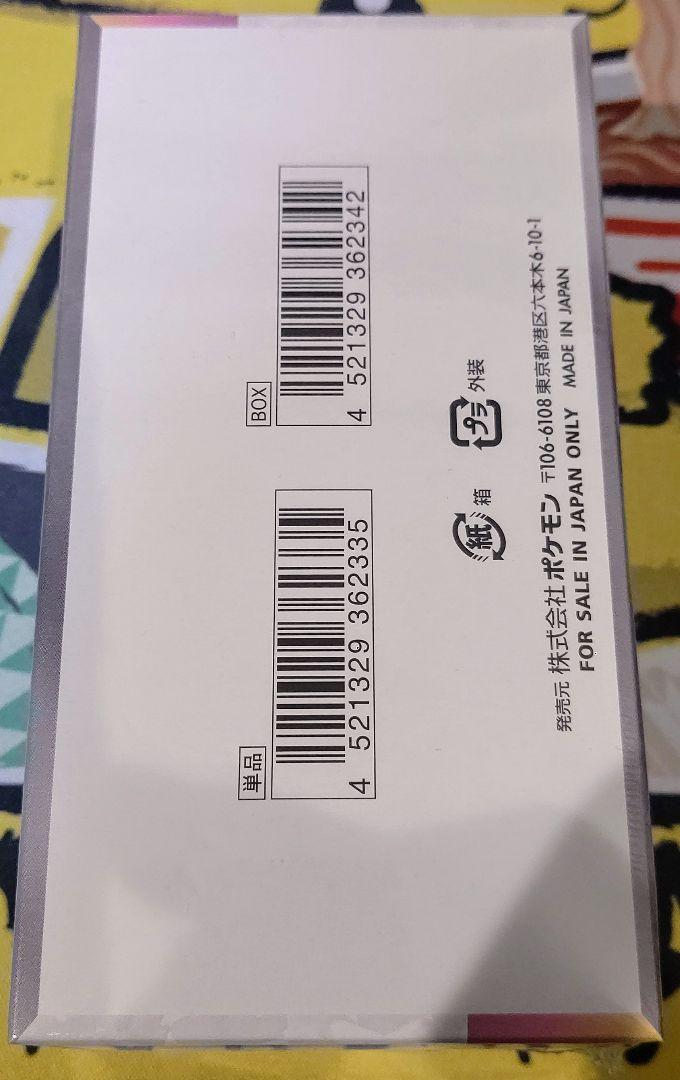 単品
4 521329 362335
BOX
4 521329 362342
紙 箱
プラ 外装
発売元 株式会社 ポケモン 〒106-6108 東京都港区六本木6-10-1
FOR SALE IN JAPAN ONLY MADE IN JAPAN